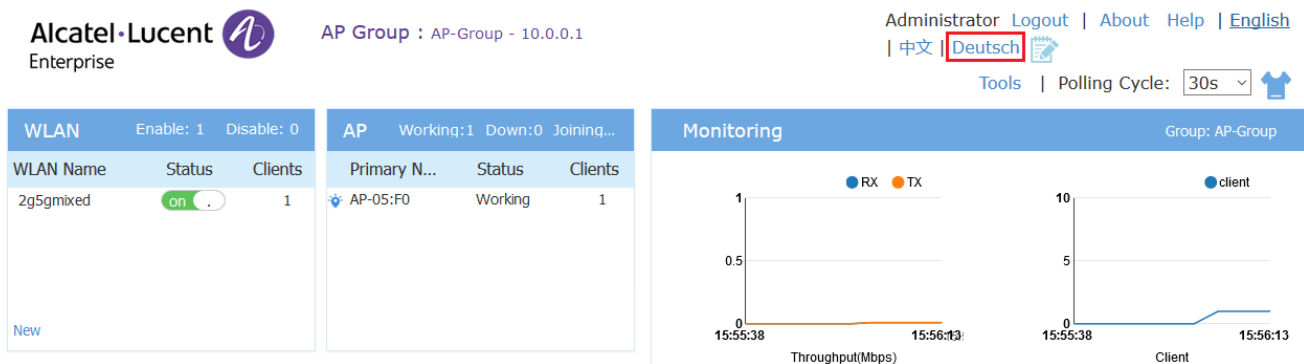 Alcatel·Lucent
Enterprise
AP Group : AP-Group - 10.0.0.1
Administrator Logout | About Help | English
| 中文 | Deutsch
Tools | Polling Cycle: 30s
WLAN Enable: 1 Disable: 0
WLAN Name Status Clients
2g5gmixed on . 1
New
AP Working:1 Down:0 Joining...
Primary N... Status Clients
AP-05:F0 Working 1
Monitoring Group: AP-Group
RX TX
1
0.5
0
15:55:38 15:56:13
Throughput(Mbps)
client
10
5
0
15:55:38 15:56:13
Client